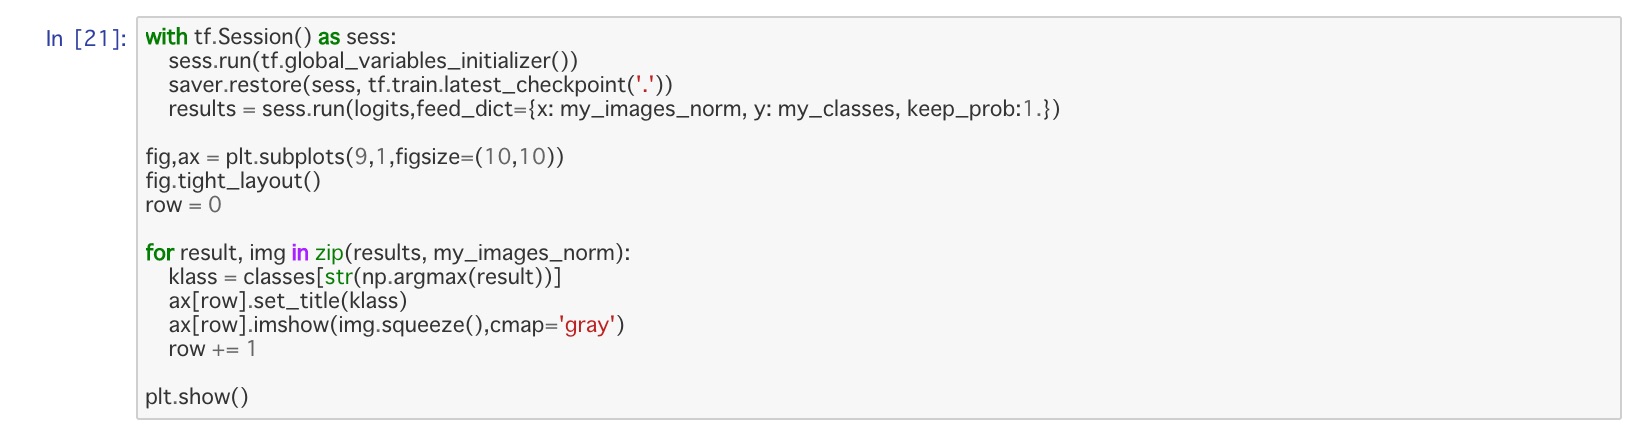 In [21]:
with tf.Session() as sess:
    sess.run(tf.global_variables_initializer())
    saver.restore(sess, tf.train.latest_checkpoint('.'))
    results = sess.run(logits,feed_dict={x: my_images_norm, y: my_classes, keep_prob:1.})

fig,ax = plt.subplots(9,1,figsize=(10,10))
fig.tight_layout()
row = 0

for result, img in zip(results, my_images_norm):
    klass = classes[str(np.argmax(result))]
    ax[row].set_title(klass)
    ax[row].imshow(img.squeeze(),cmap='gray')
    row += 1

plt.show()